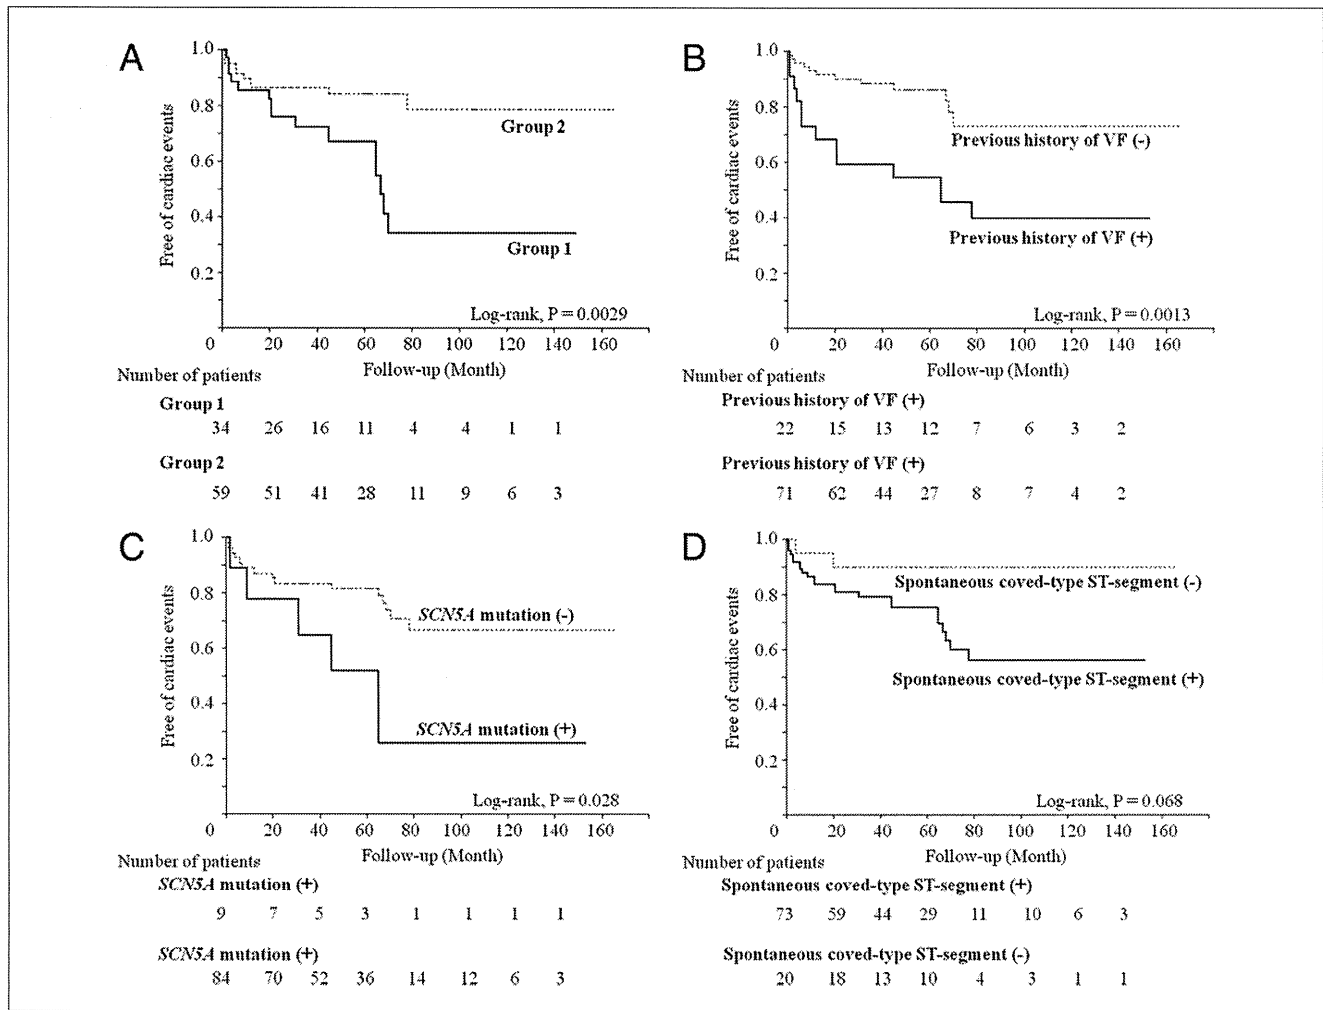 A
1.0
0.8
0.6
0.4
0.2
Free of cardiac events
Group 2
Group 1
Log-rank, P = 0.0029
0 20 40 60 80 100 120 140 160
Follow-up (Month)
Number of patients
Group 1
34 26 16 11 4 4 1 1
Group 2
59 51 41 28 11 9 6 3
B
1.0
0.8
0.6
0.4
0.2
Free of cardiac events
Previous history of VF (-)
Previous history of VF (+)
Log-rank, P = 0.0013
0 20 40 60 80 100 120 140 160
Follow-up (Month)
Number of patients
Previous history of VF (+)
22 15 13 12 7 6 3 2
Previous history of VF (+)
71 62 44 27 8 7 4 2
C
1.0
0.8
0.6
0.4
0.2
Free of cardiac events
SCN5A mutation (-)
SCN5A mutation (+)
Log-rank, P = 0.028
0 20 40 60 80 100 120 140 160
Follow-up (Month)
Number of patients
SCN5A mutation (+)
9 7 5 3 1 1 1 1
SCN5A mutation (+)
84 70 52 36 14 12 6 3
D
1.0
0.8
0.6
0.4
0.2
Free of cardiac events
Spontaneous coved-type ST-segment (-)
Spontaneous coved-type ST-segment (+)
Log-rank, P = 0.068
0 20 40 60 80 100 120 140 160
Follow-up (Month)
Number of patients
Spontaneous coved-type ST-segment (+)
73 59 44 29 11 10 6 3
Spontaneous coved-type ST-segment (-)
20 18 13 10 4 3 1 1